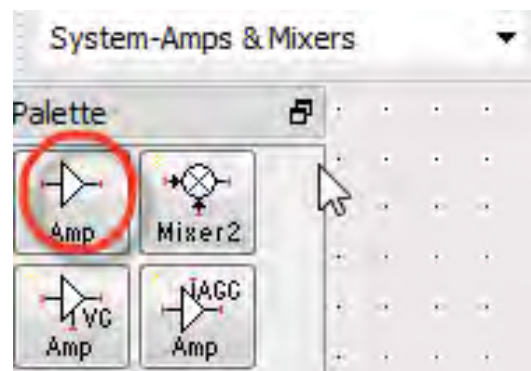 System-Amps & Mixers
Palette
Amp Mixer2
VC AGC
Amp Amp